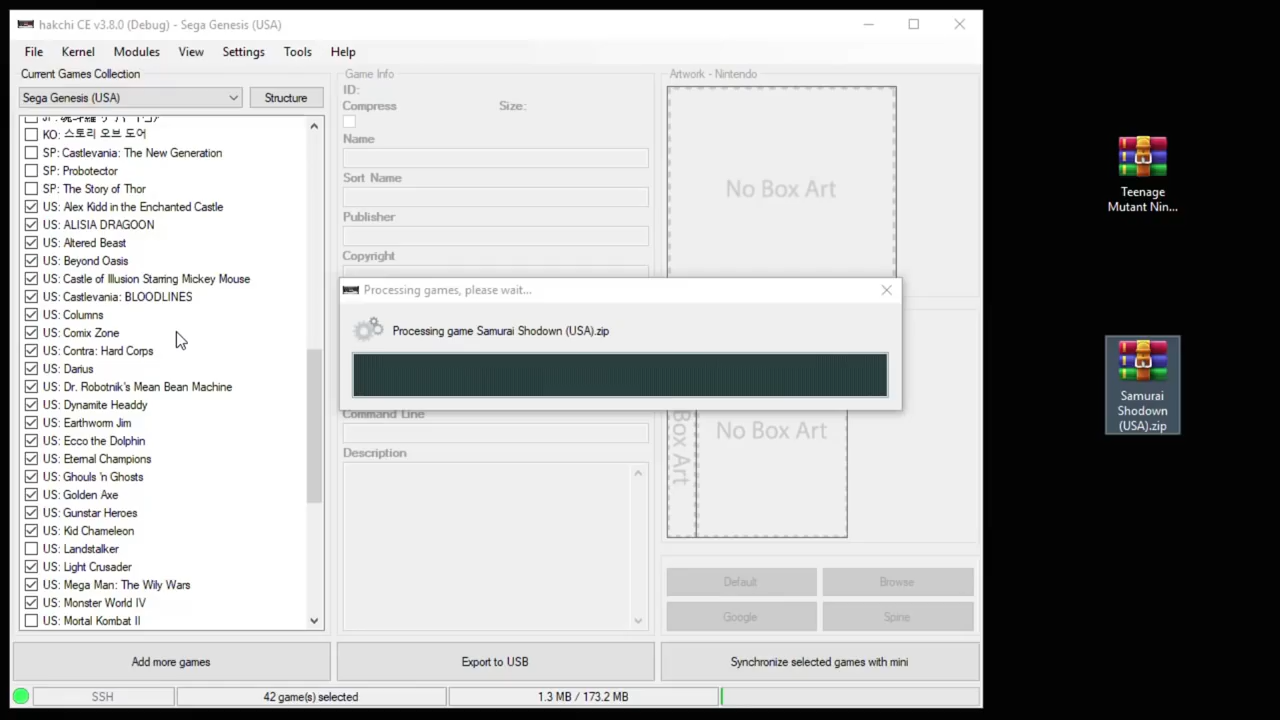 hakchi CE v3.8.0 (Debug) - Sega Genesis (USA)
File Kernel Modules View Settings Tools Help
Current Games Collection
Sega Genesis (USA)
Structure
KO: 스토리 오브 도어
SP: Castlevania: The New Generation
SP: Probotector
SP: The Story of Thor
US: Alex Kidd in the Enchanted Castle
US: ALISIA DRAGOON
US: Altered Beast
US: Beyond Oasis
US: Castle of Illusion Starring Mickey Mouse
US: Castlevania: BLOODLINES
US: Columns
US: Comix Zone
US: Contra: Hard Corps
US: Darius
US: Dr. Robotnik's Mean Bean Machine
US: Dynamite Headdy
US: Earthworm Jim
US: Ecco the Dolphin
US: Eternal Champions
US: Ghouls 'n Ghosts
US: Golden Axe
US: Gunstar Heroes
US: Kid Chameleon
US: Landstalker
US: Light Crusader
US: Mega Man: The Wily Wars
US: Monster World IV
US: Mortal Kombat II
Game Info
ID:
Compress
Size:
Name
Sort Name
Publisher
Copyright
Processing games, please wait...
Processing game Samurai Shodown (USA).zip
Command Line
Description
Artwork - Nintendo
No Box Art
Box Art
No Box Art
Default
Browse
Google
Spine
Add more games
Export to USB
Synchronize selected games with mini
SSH
42 game(s) selected
1.3 MB / 173.2 MB
Teenage
Mutant Nin...
Samurai
Shodown
(USA).zip